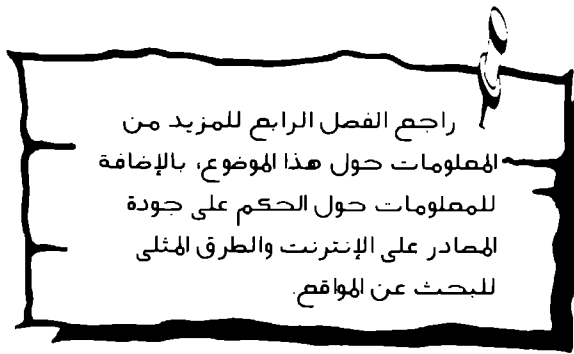 راجع الفصل الرابع للمزيد من
المعلومات حول هذا الموضوع، بالإضافة
للمعلومات حول الحكم على جودة
المصادر على الإنترنت والطرق المثلى
للبحث عن المواقع.